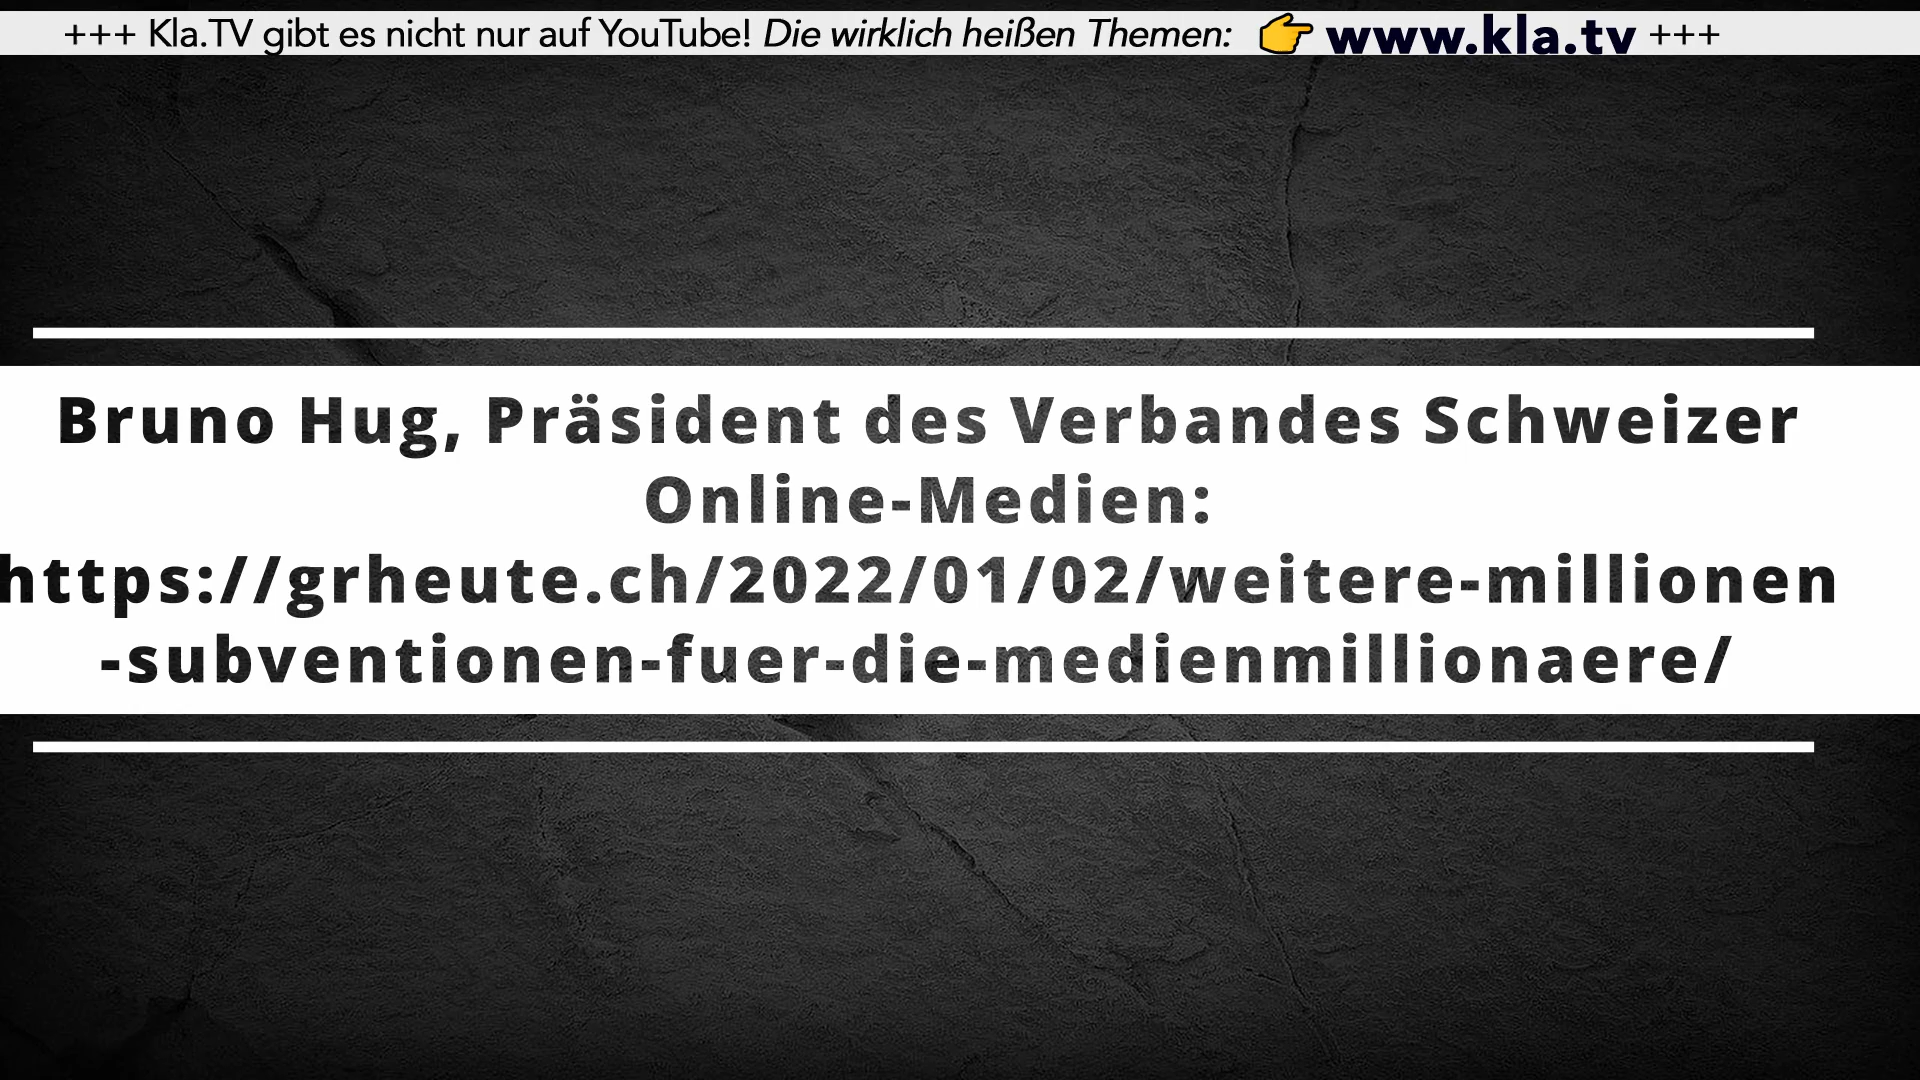 +++ Kla.TV gibt es nicht nur auf YouTube! Die wirklich heißen Themen: 👉 www.kla.tv +++
Bruno Hug, Präsident des Verbandes Schweizer
Online-Medien:
https://grheute.ch/2022/01/02/weitere-millionen
-subventionen-fuer-die-medienmillionaere/